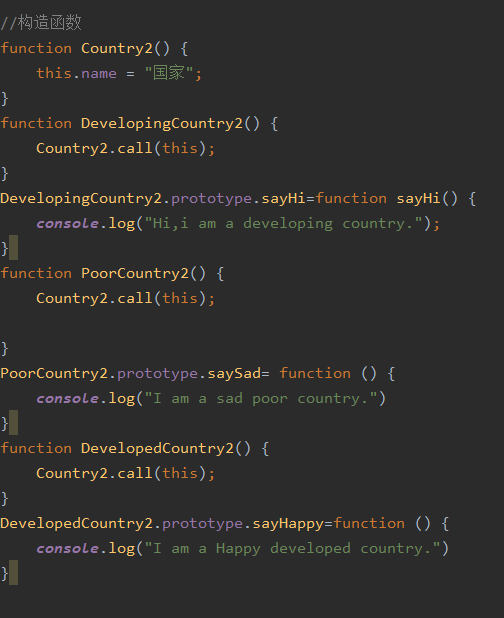 //构造函数
function Country2() {
this.name = "国家";
}
function DevelopingCountry2() {
Country2.call(this);
}
DevelopingCountry2.prototype.sayHi=function sayHi() {
console.log("Hi,i am a developing country.");
}
function PoorCountry2() {
Country2.call(this);
}
PoorCountry2.prototype.saySad= function () {
console.log("I am a sad poor country.")
}
function DevelopedCountry2() {
Country2.call(this);
}
DevelopedCountry2.prototype.sayHappy=function () {
console.log("I am a Happy developed country.")
}